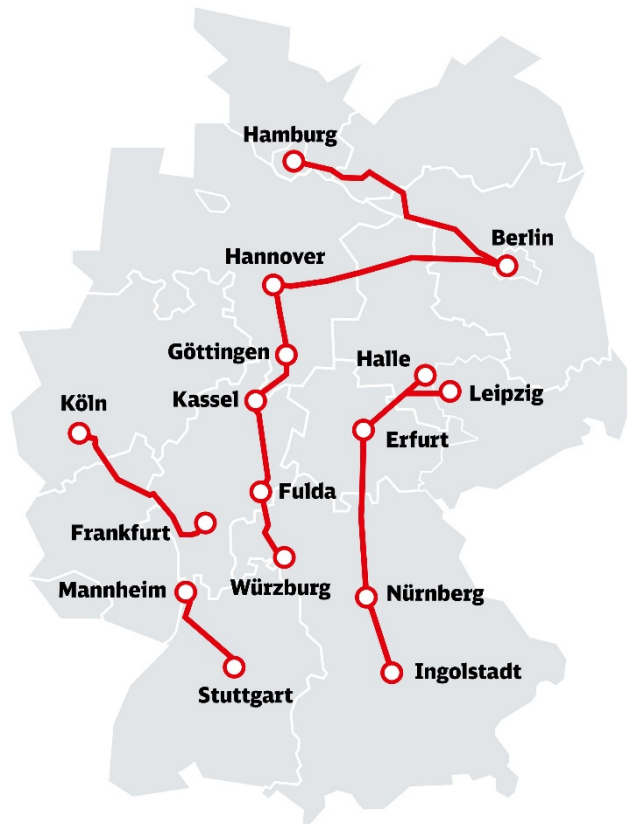 Hamburg
Berlin
Hannover
Göttingen
Halle
Leipzig
Kassel
Köln
Erfurt
Fulda
Frankfurt
Mannheim
Würzburg
Nürnberg
Stuttgart
Ingolstadt